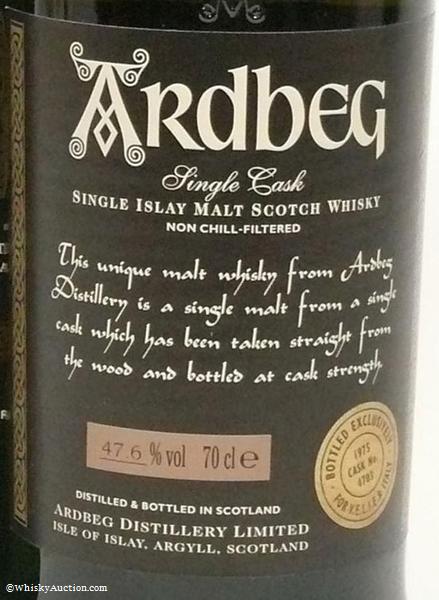 ARDBEG
Single Cask
SINGLE ISLAY MALT SCOTCH WHISKY
NON CHILL-FILTERED
This unique malt whisky from Ardbeg
Distillery is a single malt from a single
cask which has been taken straight from
the wood and bottled at cask strength.
47.6 % vol 70 cl e
BOTTLED EXCLUSIVELY
1975
CASK No.
4703
FOR V.E.L.I.E.R ITALY
DISTILLED & BOTTLED IN SCOTLAND
ARDBEG DISTILLERY LIMITED
ISLE OF ISLAY, ARGYLL, SCOTLAND
©WhiskyAuction.com